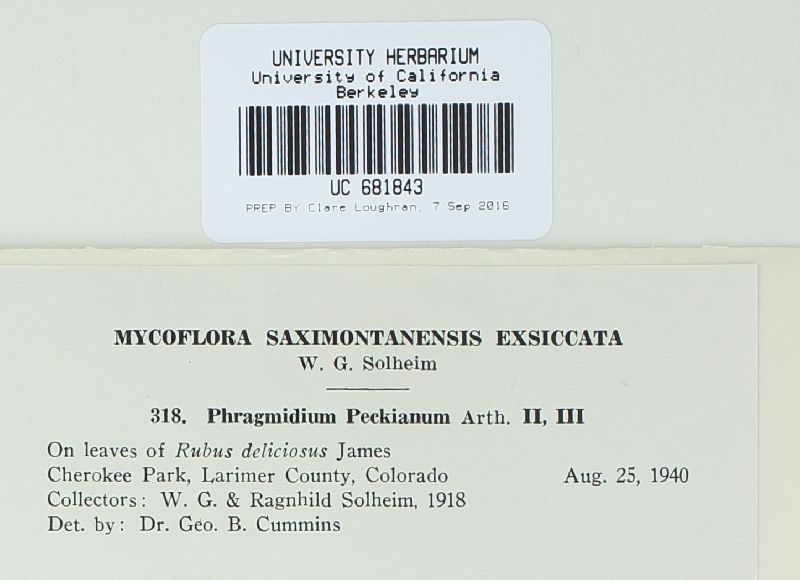 UNIVERSITY HERBARIUM
University of California
Berkeley
UC 681843
PREP BY Clare Loughran, 7 Sep 2016
MYCOFLORA SAXIMONTANENSIS EXSICCATA
W. G. Solheim
318. Phragmidium Peckianum Arth. II, III
On leaves of Rubus deliciosus James
Cherokee Park, Larimer County, Colorado Aug. 25, 1940
Collectors: W. G. & Ragnhild Solheim, 1918
Det. by: Dr. Geo. B. Cummins